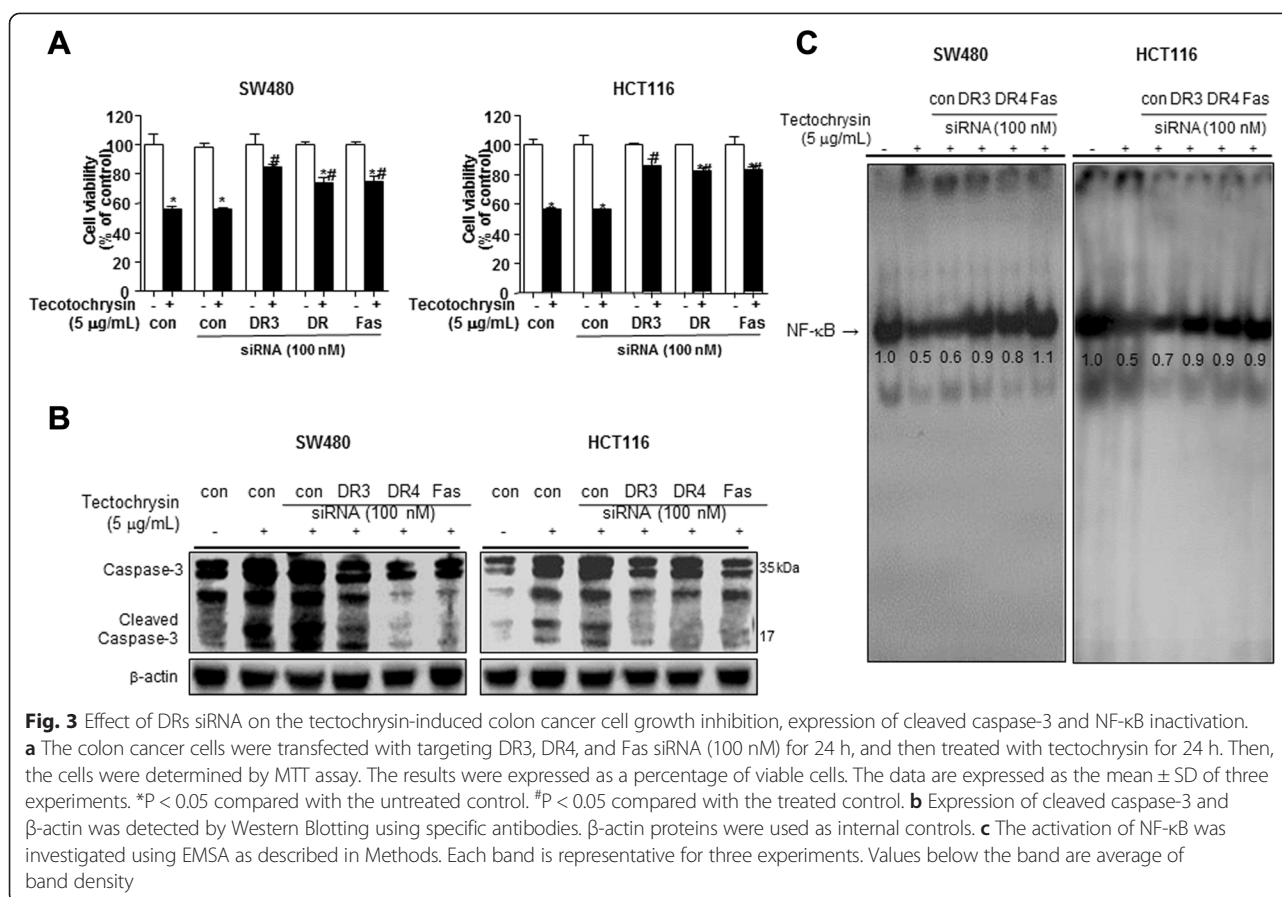 A
SW480
HCT116
Cell viability
(% of control)
120
100
80
60
40
20
0
* * # *# *#
- + - + - + - + - +
Tecotochrysin
(5 µg/mL)
con con DR3 DR Fas
siRNA (100 nM)
Cell viability
(% of control)
120
100
80
60
40
20
0
* * # *# *#
- + - + - + - + - +
Tecotochrysin
(5 µg/mL)
con con DR3 DR Fas
siRNA (100 nM)
B
SW480
HCT116
Tectochrysin
(5 µg/mL)
con con con DR3 DR4 Fas
siRNA (100 nM)
- + + + + +
con con con DR3 DR4 Fas
siRNA (100 nM)
- + + + + +
Caspase-3
35kDa
Cleaved
Caspase-3
17
β-actin
C
SW480
HCT116
con DR3 DR4 Fas
con DR3 DR4 Fas
Tectochrysin
(5 µg/mL)
siRNA (100 nM)
siRNA (100 nM)
- + + + + +
- + + + + +
NF-κB →
1.0 0.5 0.6 0.9 0.8 1.1
1.0 0.5 0.7 0.9 0.9 0.9
Fig. 3 Effect of DRs siRNA on the tectochrysin-induced colon cancer cell growth inhibition, expression of cleaved caspase-3 and NF-κB inactivation.
a The colon cancer cells were transfected with targeting DR3, DR4, and Fas siRNA (100 nM) for 24 h, and then treated with tectochrysin for 24 h. Then,
the cells were determined by MTT assay. The results were expressed as a percentage of viable cells. The data are expressed as the mean ± SD of three
experiments. *P < 0.05 compared with the untreated control. #P < 0.05 compared with the treated control. b Expression of cleaved caspase-3 and
β-actin was detected by Western Blotting using specific antibodies. β-actin proteins were used as internal controls. c The activation of NF-κB was
investigated using EMSA as described in Methods. Each band is representative for three experiments. Values below the band are average of
band density